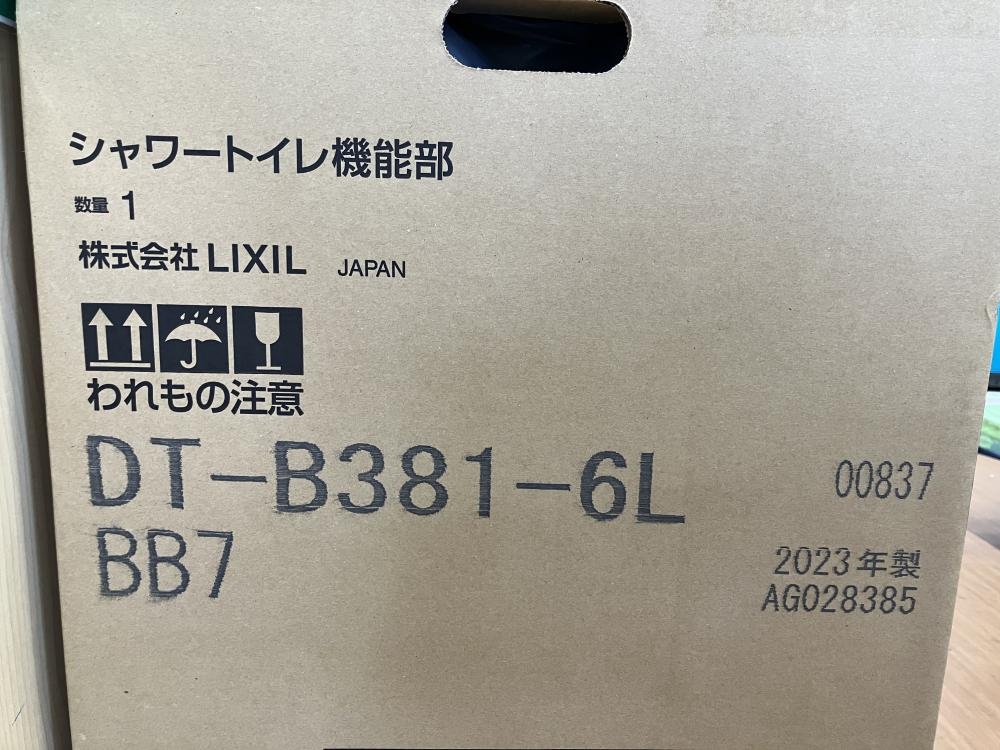 シャワートイレ機能部
数量 1
株式会社 LIXIL JAPAN
われもの注意
DT-B381-6L 00837
BB7
2023年製
AG028385